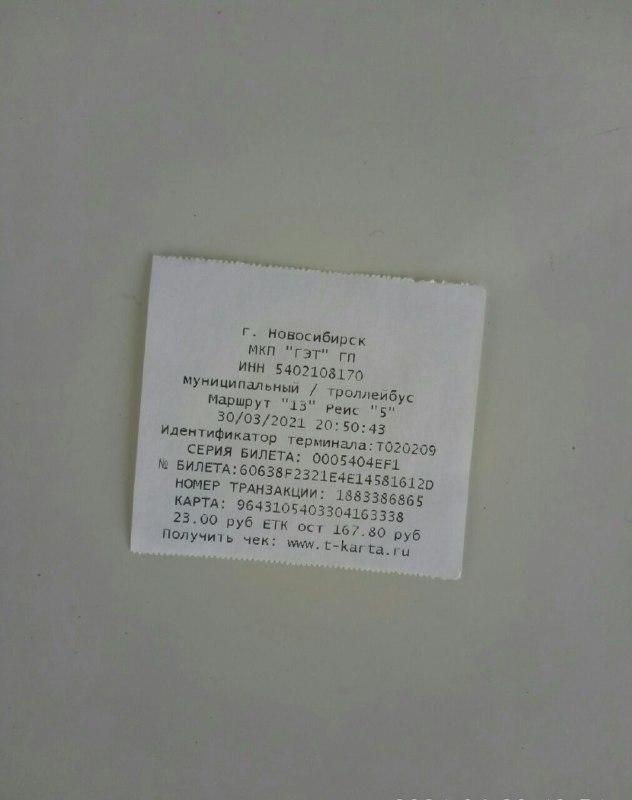 г. Новосибирск
МКП "ГЭТ" ГП
ИНН 5402108170
муниципальный / троллейбус
Маршрут "13" Рейс "5"
30/03/2021 20:50:43
Идентификатор терминала:T020209
СЕРИЯ БИЛЕТА: 0005404EF1
№ БИЛЕТА:60638F2321E4E14581612D
НОМЕР ТРАНЗАКЦИИ: 1883386865
КАРТА: 9643105403304163338
23.00 руб ЕТК ост 167.80 руб
Получить чек: www.t-karta.ru